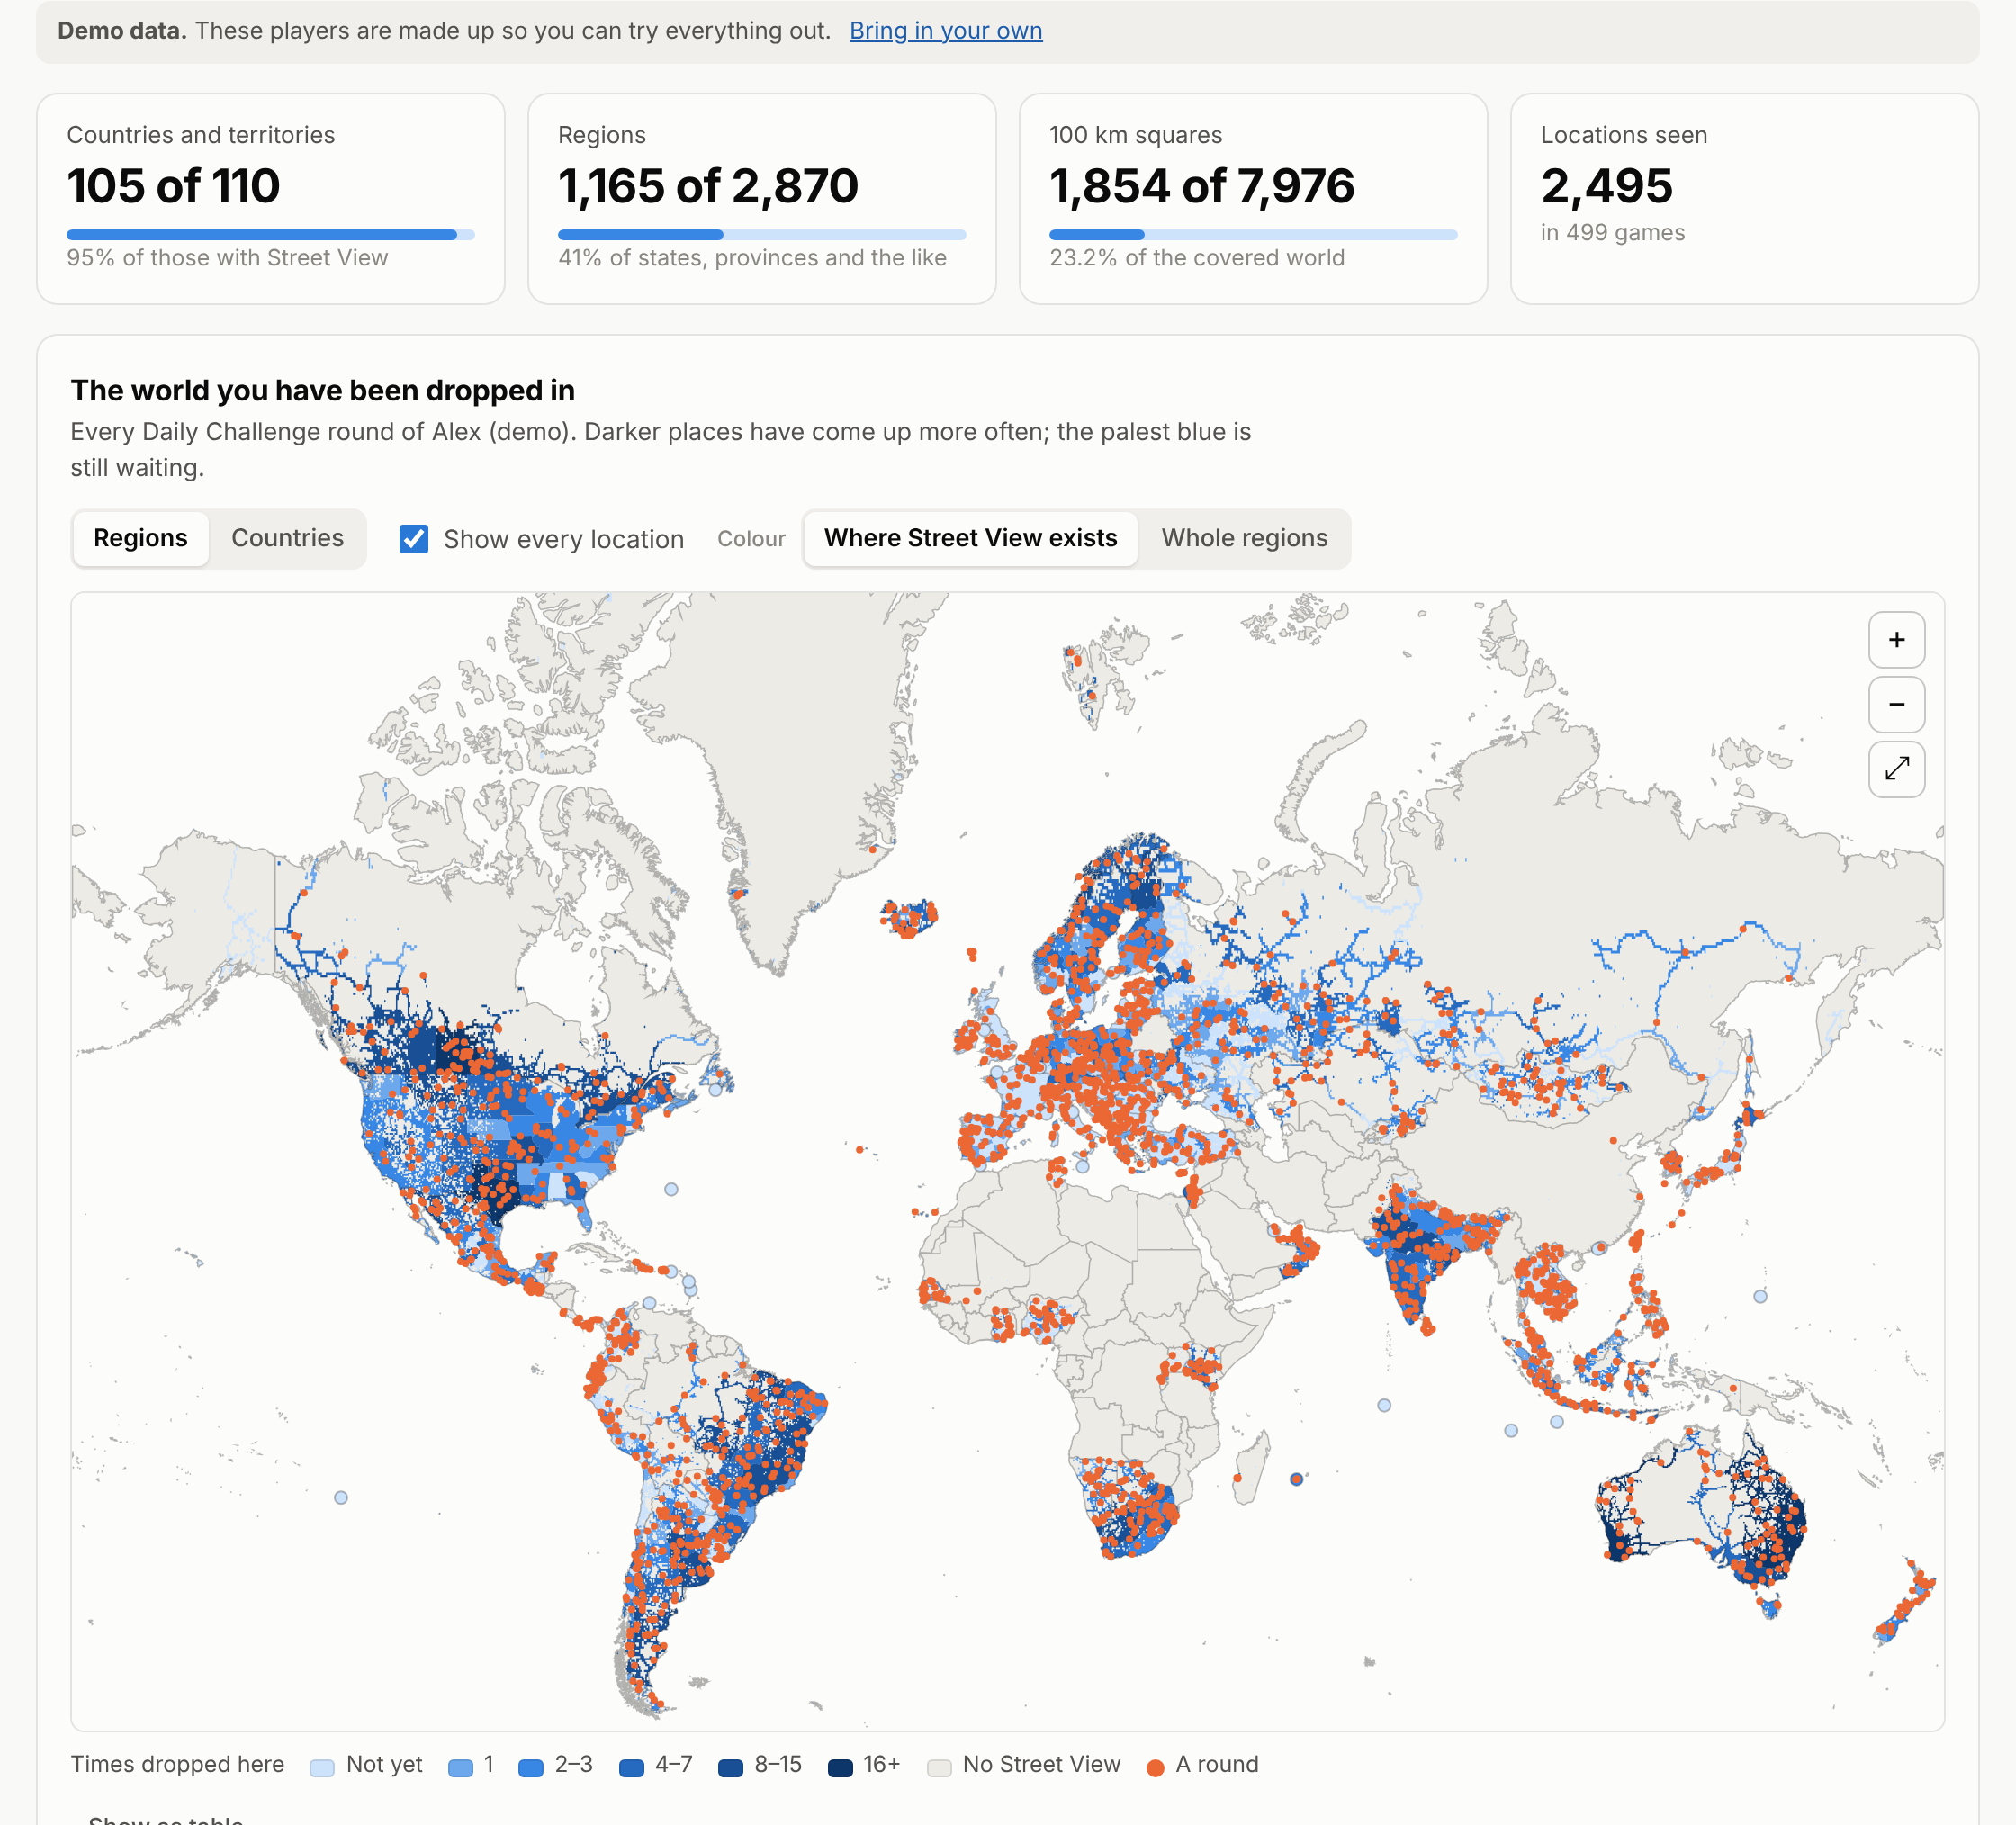 Demo data. These players are made up so you can try everything out. Bring in your own
Countries and territories
105 of 110
95% of those with Street View
Regions
1,165 of 2,870
41% of states, provinces and the like
100 km squares
1,854 of 7,976
23.2% of the covered world
Locations seen
2,495
in 499 games
The world you have been dropped in
Every Daily Challenge round of Alex (demo). Darker places have come up more often; the palest blue is
still waiting.
Regions Countries Show every location Colour Where Street View exists Whole regions
+
−
Times dropped here Not yet 1 2–3 4–7 8–15 16+ No Street View A round
Show as table